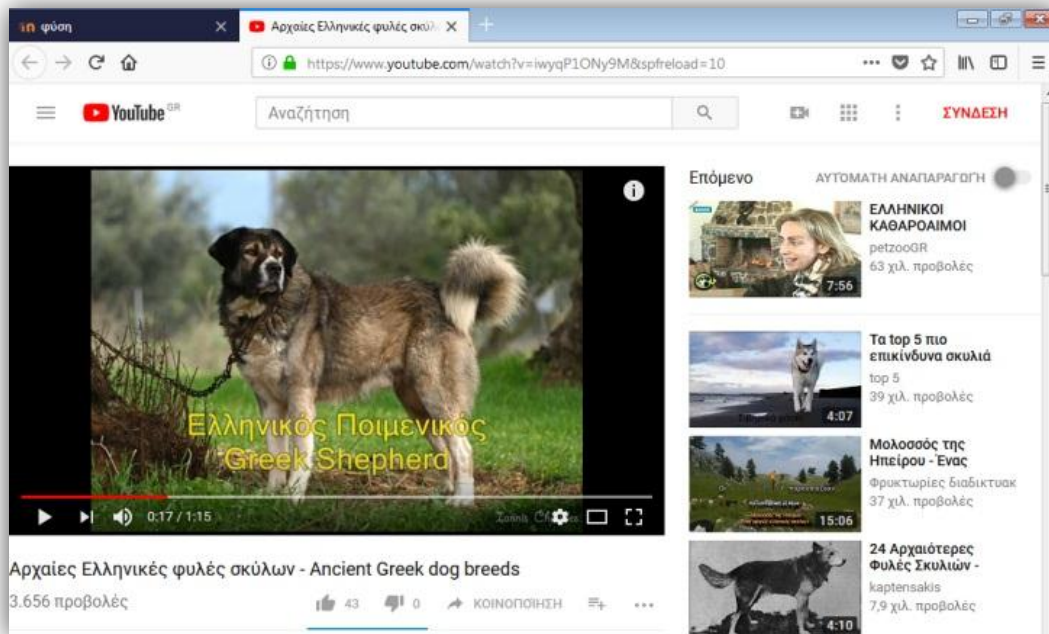 φύση
Αρχαίες Ελληνικές φυλές σκύλ
https://www.youtube.com/watch?v=iwyqP1ONy9M&spfreload=10
YouTube GR
Αναζήτηση
ΣΥΝΔΕΣΗ
Ελληνικός Ποιμενικός
Greek Shepherd
0:17 / 1:15
Αρχαίες Ελληνικές φυλές σκύλων - Ancient Greek dog breeds
3.656 προβολές
43
0
ΚΟΙΝΟΠΟΙΗΣΗ
Επόμενο
ΑΥΤΟΜΑΤΗ ΑΝΑΠΑΡΑΓΩΓΗ
ΕΛΛΗΝΙΚΟΙ
ΚΑΘΑΡΟΑΙΜΟΙ
petzooGR
63 χιλ. προβολές
7:56
Τα top 5 πιο
επικίνδυνα σκυλιά
top 5
39 χιλ. προβολές
4:07
Μολοσσός της
Ηπείρου - Ένας
Φρυκτωρίες διαδικτυακ
37 χιλ. προβολές
15:06
24 Αρχαιότερες
Φυλές Σκυλιών -
kaptensakis
7,9 χιλ. προβολές
4:10